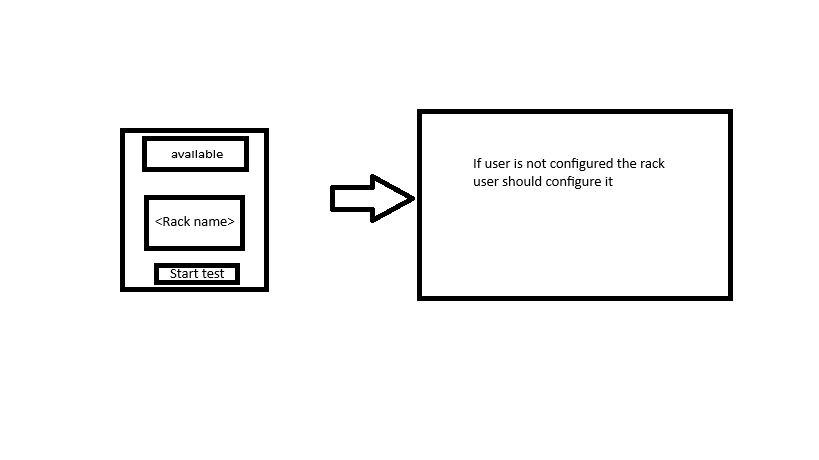 available
<Rack name>
Start test
If user is not configured the rack
user should configure it